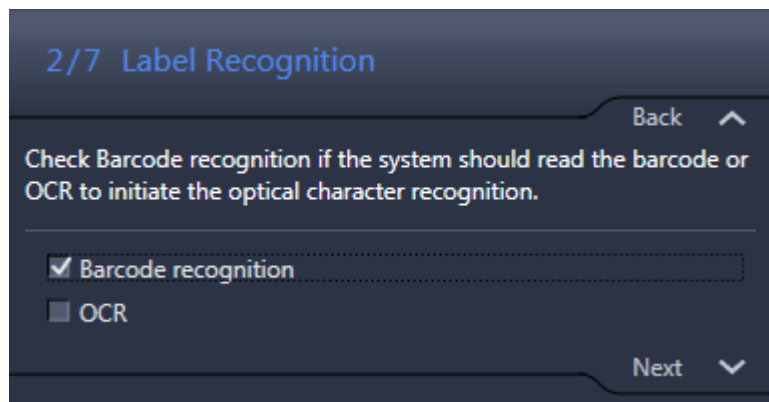 2/7 Label Recognition
Back
Check Barcode recognition if the system should read the barcode or
OCR to initiate the optical character recognition.
Barcode recognition
OCR
Next